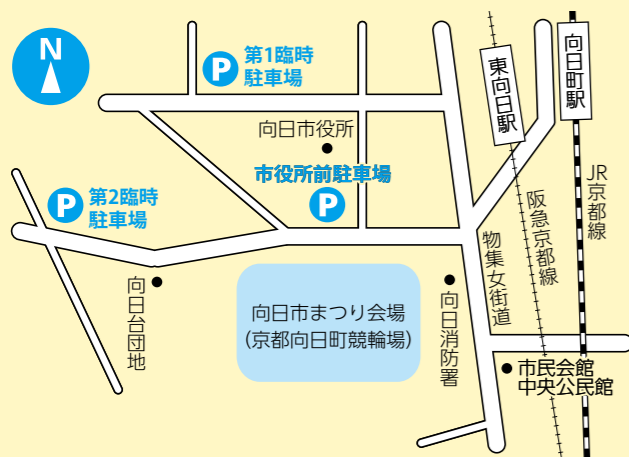 N
P 第1臨時
駐車場
向日市役所
市役所前駐車場
P
P 第2臨時
駐車場
向日台団地
向日市まつり会場
(京都向日町競輪場)
向日消防署
物集女街道
東向日駅
阪急京都線
向日町駅
JR京都線
市民会館
中央公民館